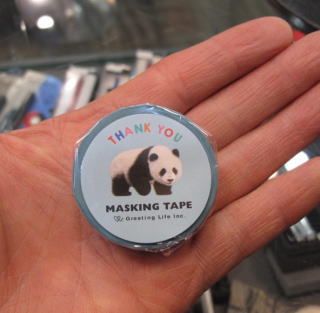 THANK YOU
MASKING TAPE
Greeting Life Inc.